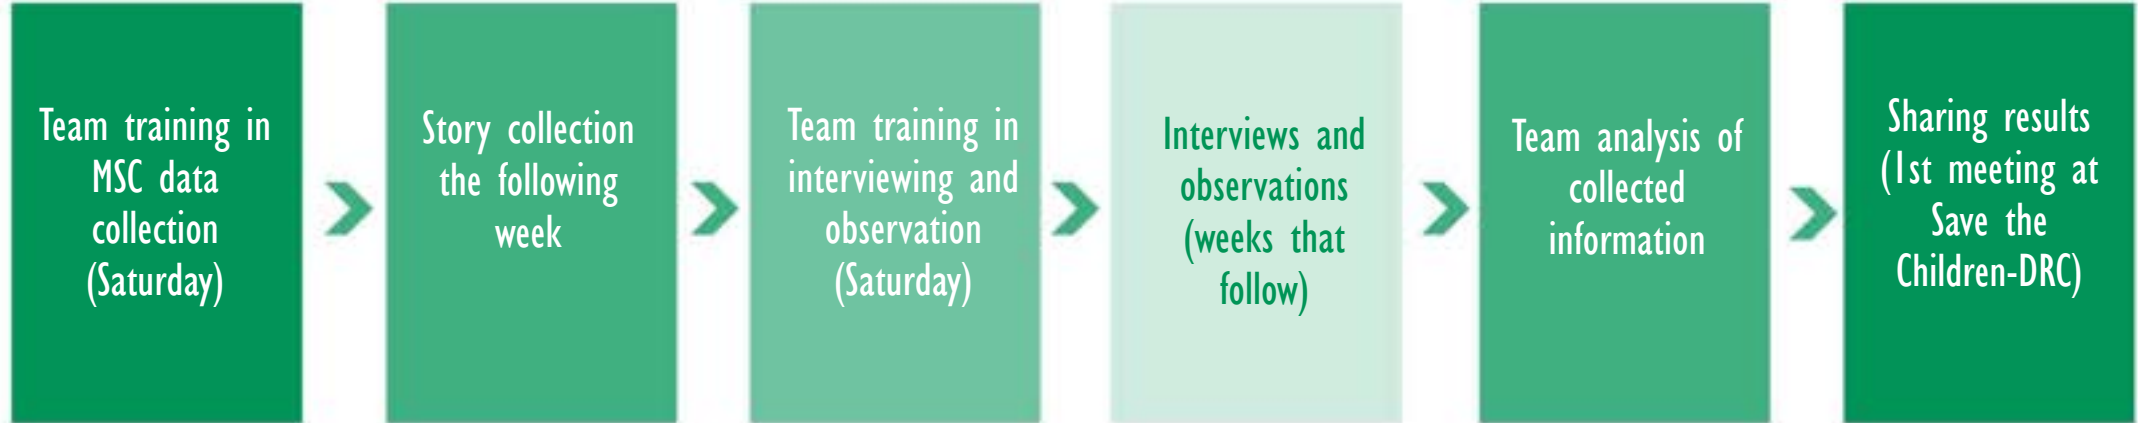 Team training in
MSC data
collection
(Saturday)
Story collection
the following
week
Team training in
interviewing and
observation
(Saturday)
Interviews and
observations
(weeks that
follow)
Team analysis of
collected
information
Sharing results
(1st meeting at
Save the
Children-DRC)